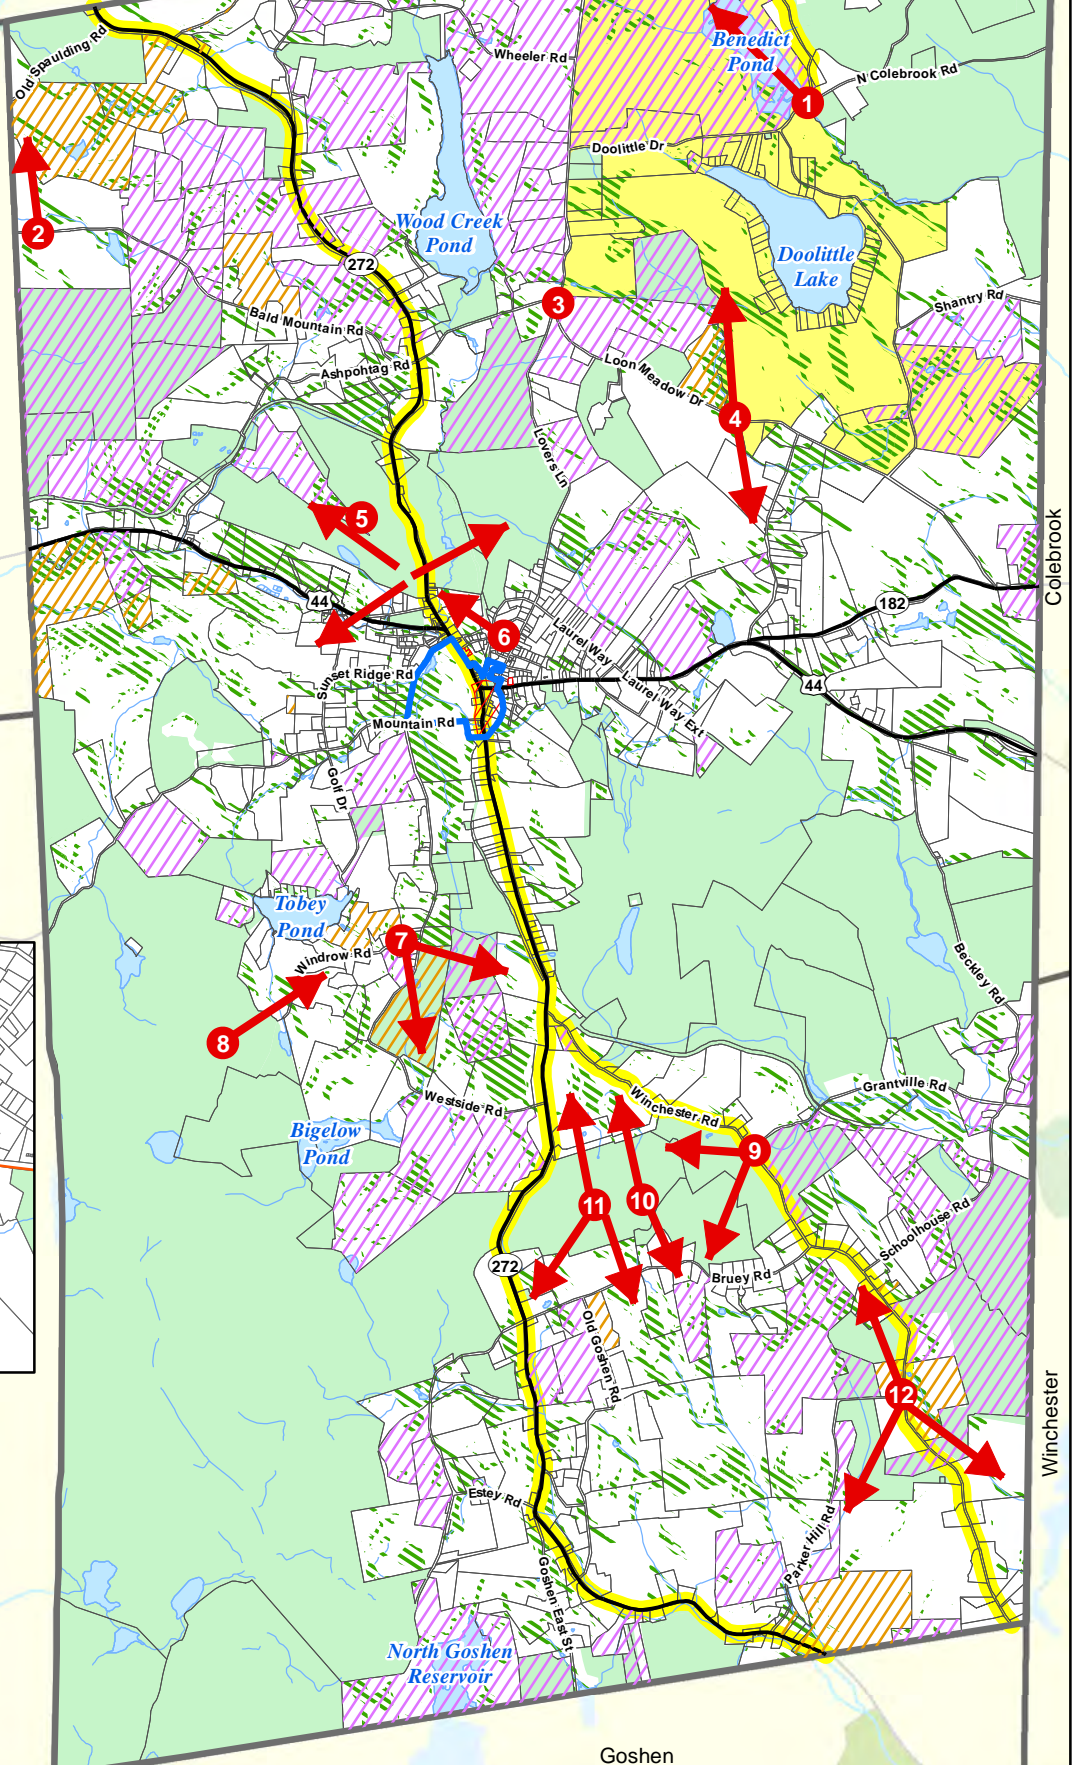 Old Spaulding Rd
Wheeler Rd
Benedict
Pond
N Colebrook Rd
1
Doolittle Dr
2
Wood Creek
Pond
272
Doolittle
Lake
3
Shantry Rd
Bald Mountain Rd
Ashpohtag Rd
Loon Meadow Dr
4
Lovers Ln
5
Colebrook
44
182
6
Laurel Way
Sunset Ridge Rd
Laurel Way Ext
44
Mountain Rd
Golf Dr
Tobey
Pond
7
Windrow Rd
Beckley Rd
8
Grantville Rd
Westside Rd
Winchester Rd
Bigelow
Pond
9
10
11
Schoolhouse Rd
272
Bruey Rd
Old Goshen Rd
12
Winchester
Estey Rd
Parker Hill Rd
Goshen East St
North Goshen
Reservoir
Goshen